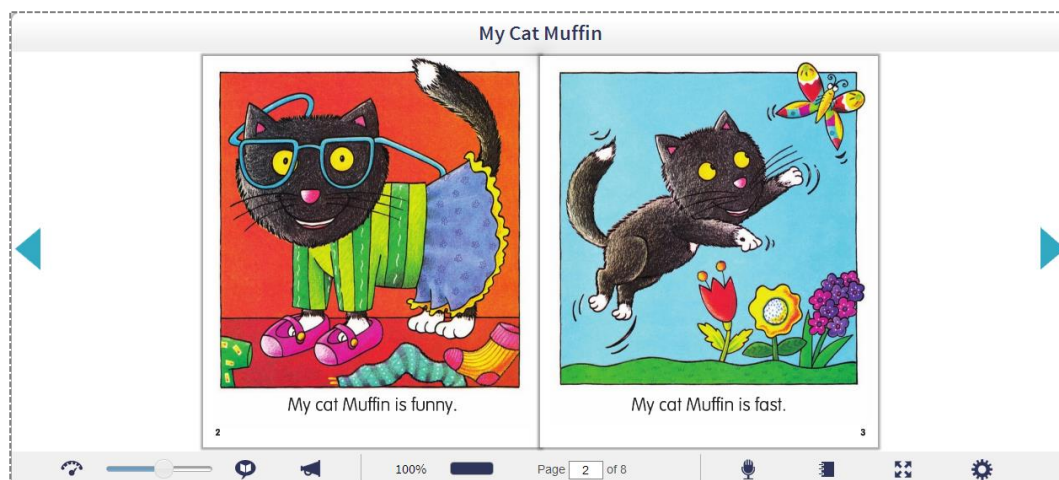 My Cat Muffin
My cat Muffin is funny.
My cat Muffin is fast.
2
3
100%
Page 2 of 8